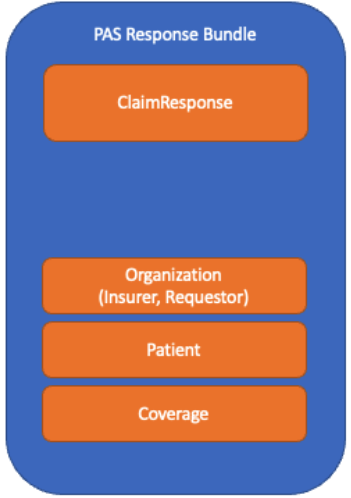 PAS Response Bundle
ClaimResponse
Organization
(Insurer, Requestor)
Patient
Coverage